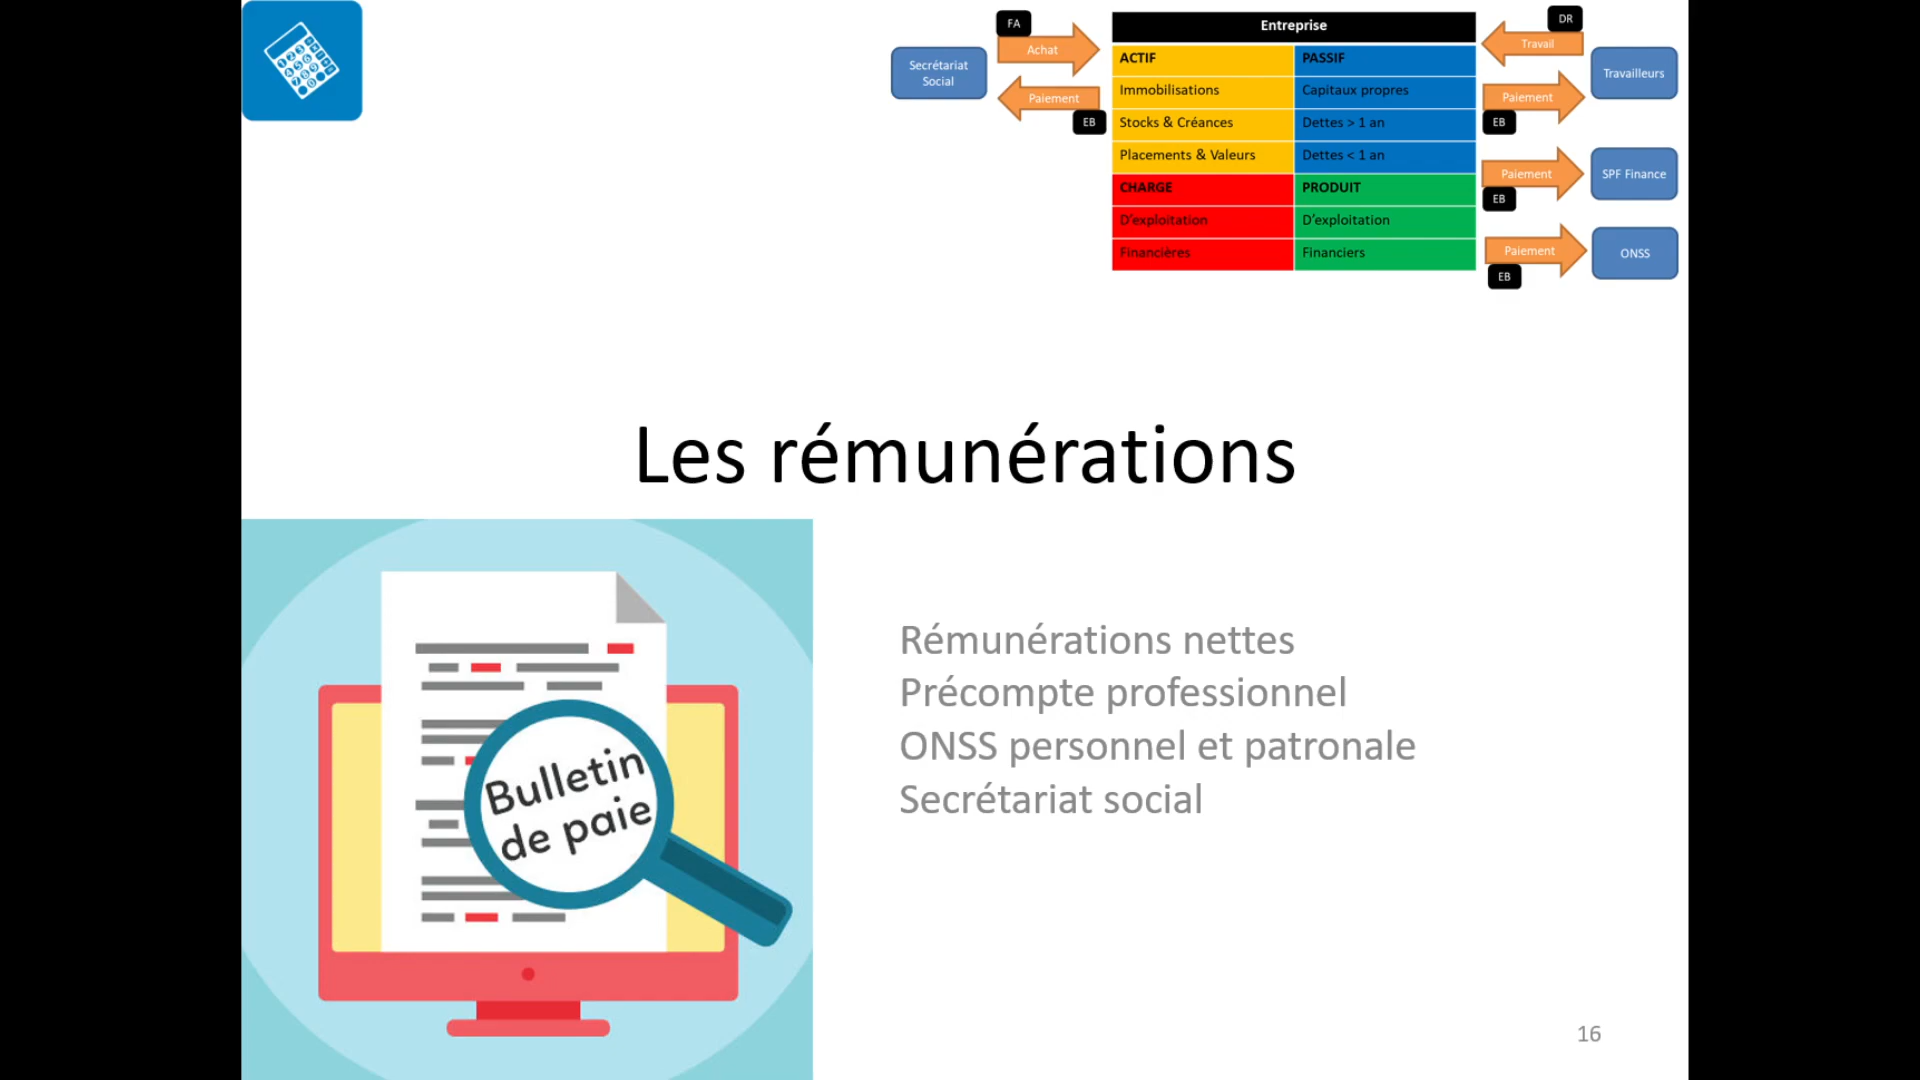 FA
Achat
Secrétariat
Social
Paiement
EB
Entreprise
ACTIF PASSIF
Immobilisations Capitaux propres
Stocks & Créances Dettes > 1 an
Placements & Valeurs Dettes < 1 an
CHARGE PRODUIT
D’exploitation D’exploitation
Financières Financiers
DR
Travail
Travailleurs
Paiement
EB
Paiement
SPF Finance
EB
Paiement
ONSS
EB
Les rémunérations
Bulletin
de paie
Rémunérations nettes
Précompte professionnel
ONSS personnel et patronale
Secrétariat social
16